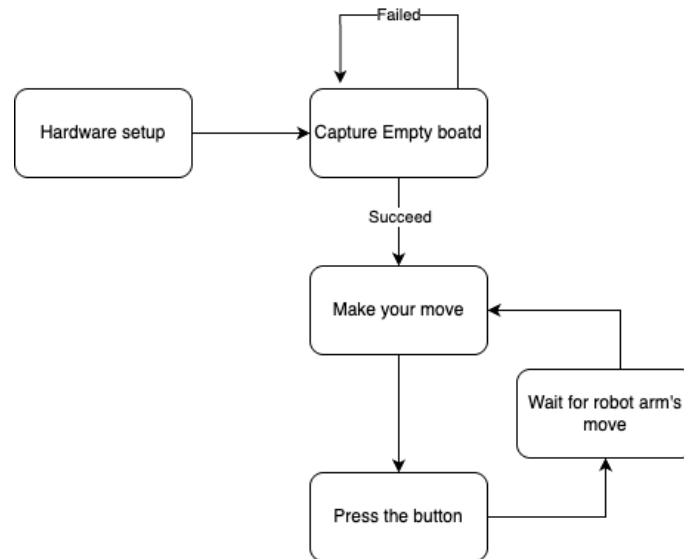 Failed
Hardware setup
Capture Empty boatd
Succeed
Make your move
Wait for robot arm's
move
Press the button